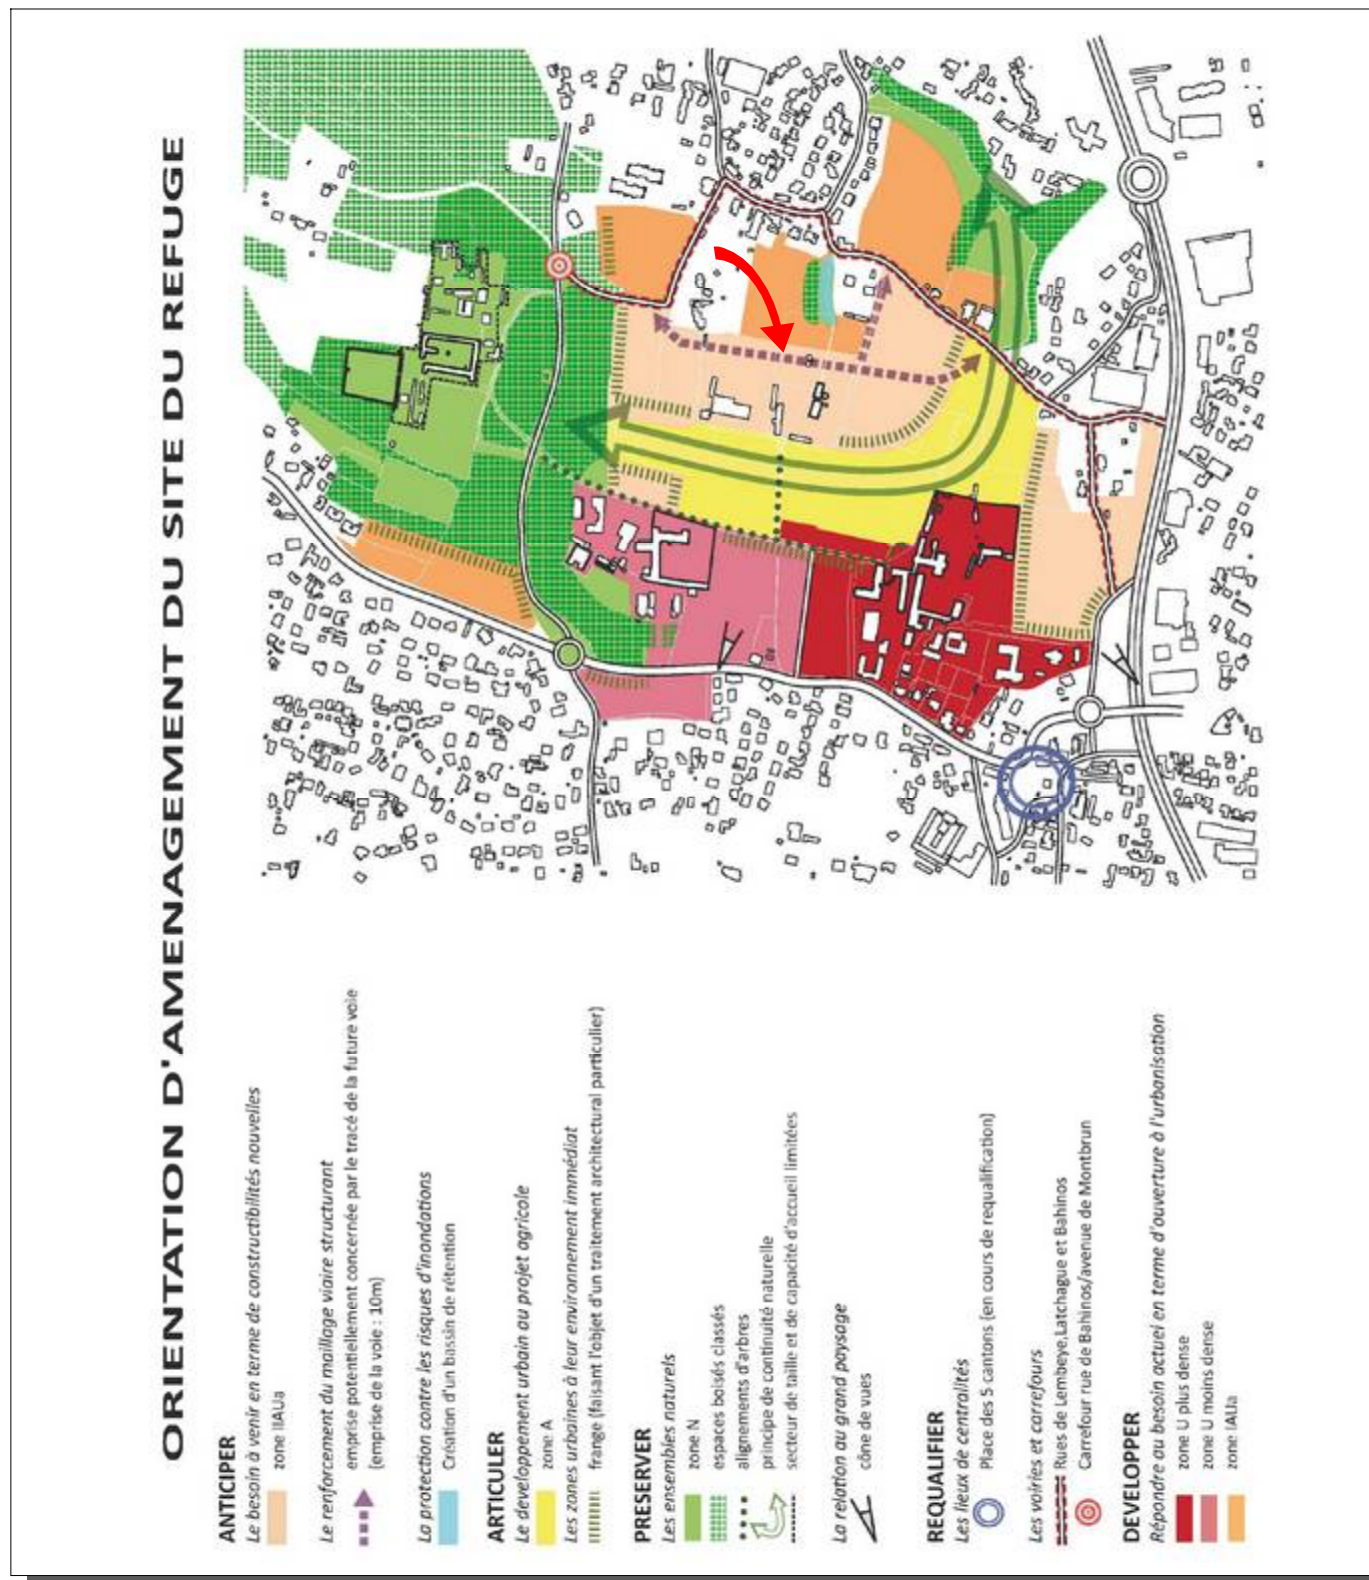 ORIENTATION D'AMENAGEMENT DU SITE DU REFUGE
ANTICIPER
Le besoin à venir en terme de constructibilités nouvelles
zone IIAUa
Le renforcement du maillage viaire structurant
emprise potentiellement concernée par le tracé de la future voie
(emprise de la voie : 10m)
La protection contre les risques d'inondations
Création d'un bassin de rétention
ARTICULER
Le developpement urbain au projet agricole
zone A
Les zones urbaines à leur environnement immédiat
frange (faisant l'objet d'un traitement architectural particulier)
PRESERVER
Les ensembles naturels
zone N
espaces boisés classés
alignements d'arbres
principe de continuité naturelle
secteur de taille et de capacité d'accueil limitées
La relation au grand paysage
cône de vues
REQUALIFIER
Les lieux de centralités
Place des 5 cantons (en cours de requalification)
Les voiries et carrefours
Rues de Lembeye,Latchague et Bahinos
Carrefour rue de Bahinos/avenue de Montbrun
DEVELOPPER
Répondre au besoin actuel en terme d'ouverture à l'urbanisation
zone U plus dense
zone U moins dense
zone IAUa